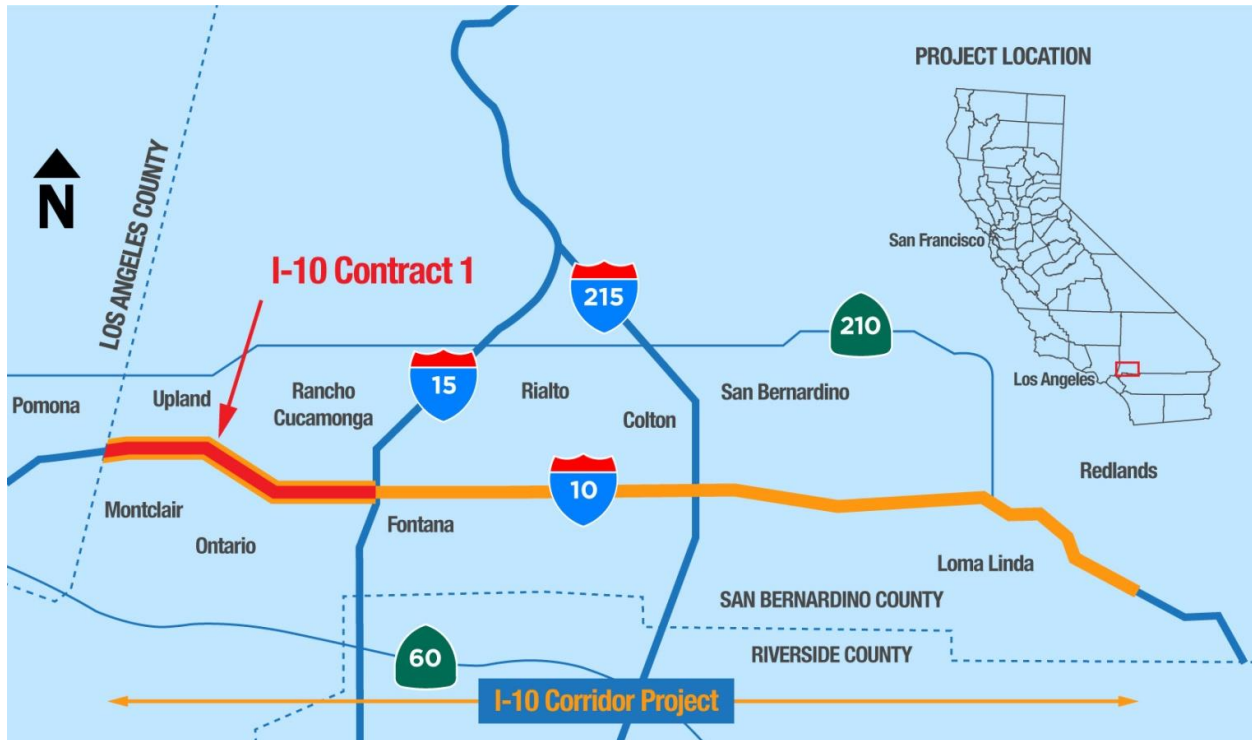 PROJECT LOCATION
N
LOS ANGELES COUNTY
I-10 Contract 1
San Francisco
Los Angeles
215
210
15
Pomona
Upland
Rancho
Cucamonga
Rialto
Colton
San Bernardino
Redlands
10
Montclair
Ontario
Fontana
Loma Linda
SAN BERNARDINO COUNTY
RIVERSIDE COUNTY
60
I-10 Corridor Project